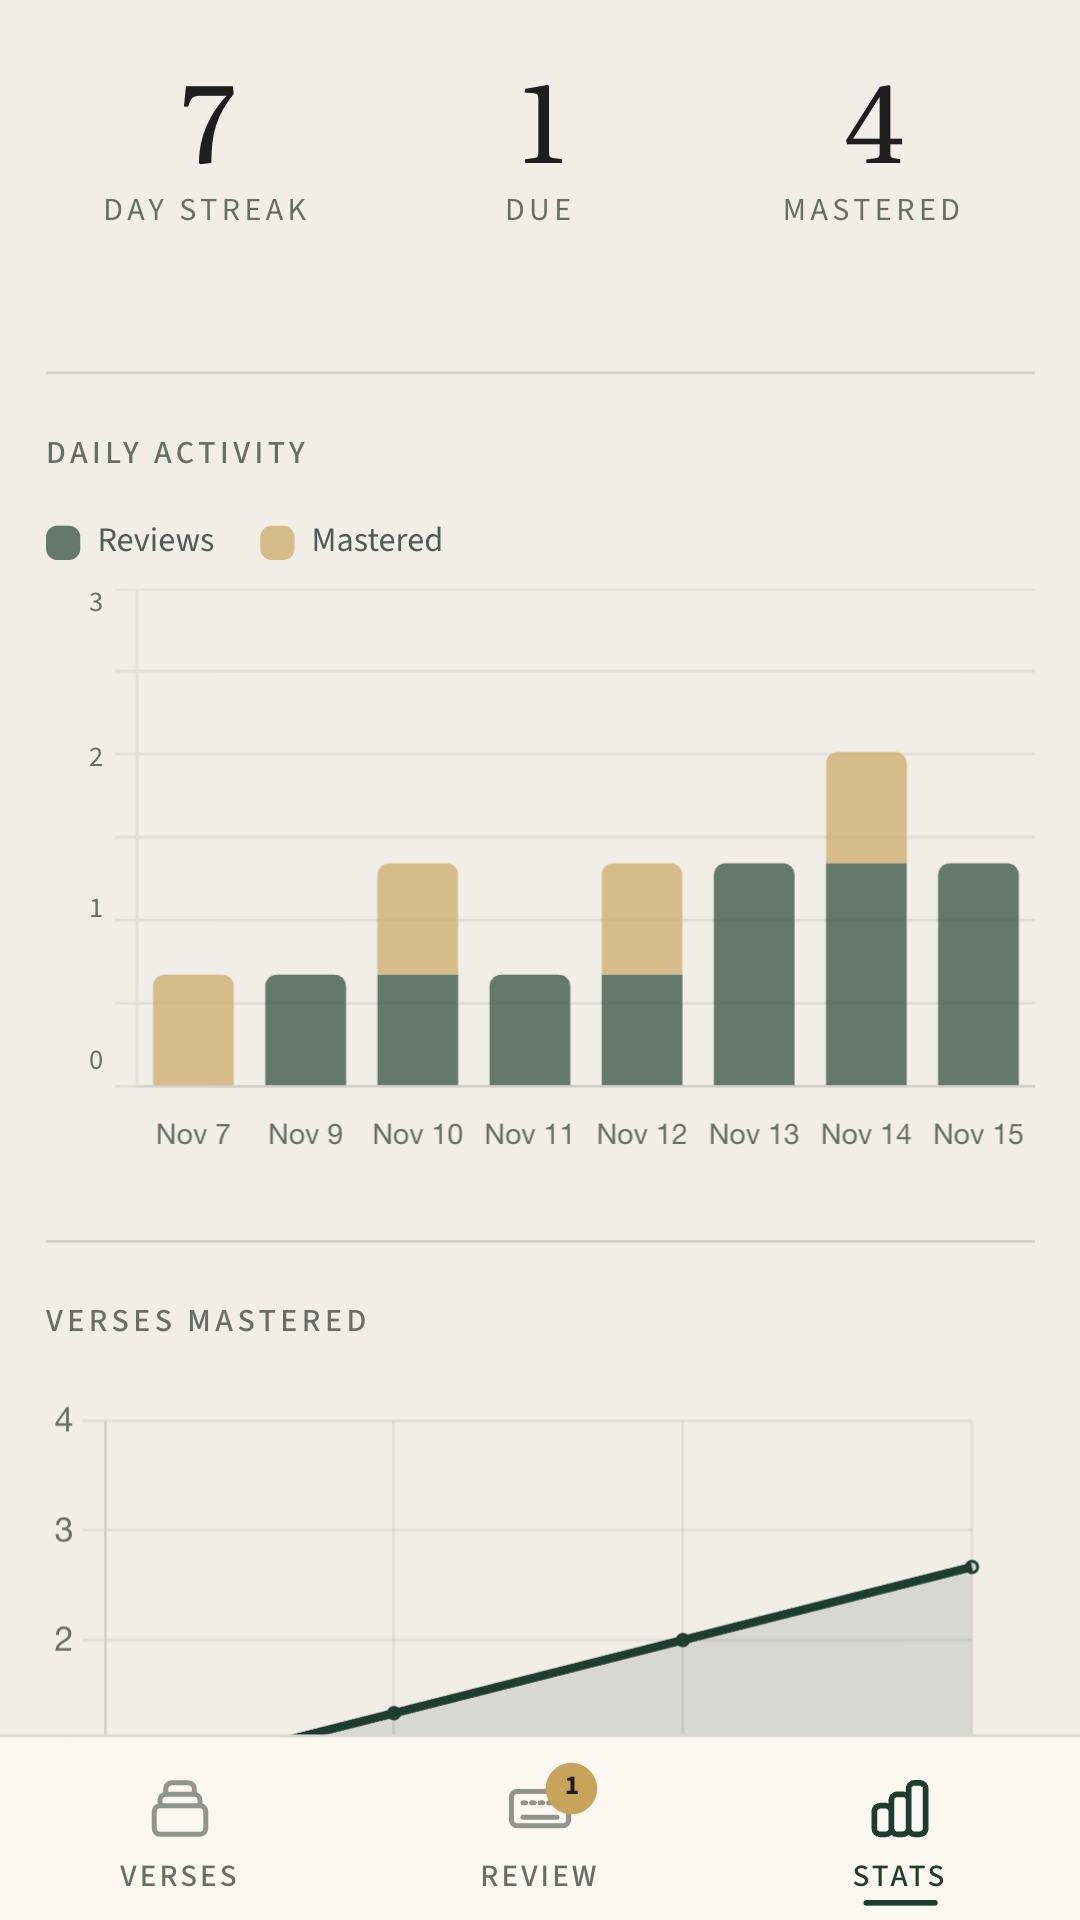 7 1 4
DAY STREAK DUE MASTERED
DAILY ACTIVITY
Reviews Mastered
3
2
1
0
Nov 7 Nov 9 Nov 10 Nov 11 Nov 12 Nov 13 Nov 14 Nov 15
VERSES MASTERED
4
3
2
1
VERSES REVIEW STATS